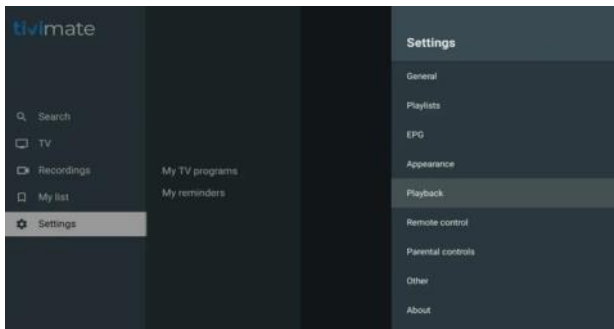 tivimate
Search
TV
Recordings
My list
Settings
My TV programs
My reminders
Settings
General
Playlists
EPG
Appearance
Playback
Remote control
Parental controls
Other
About